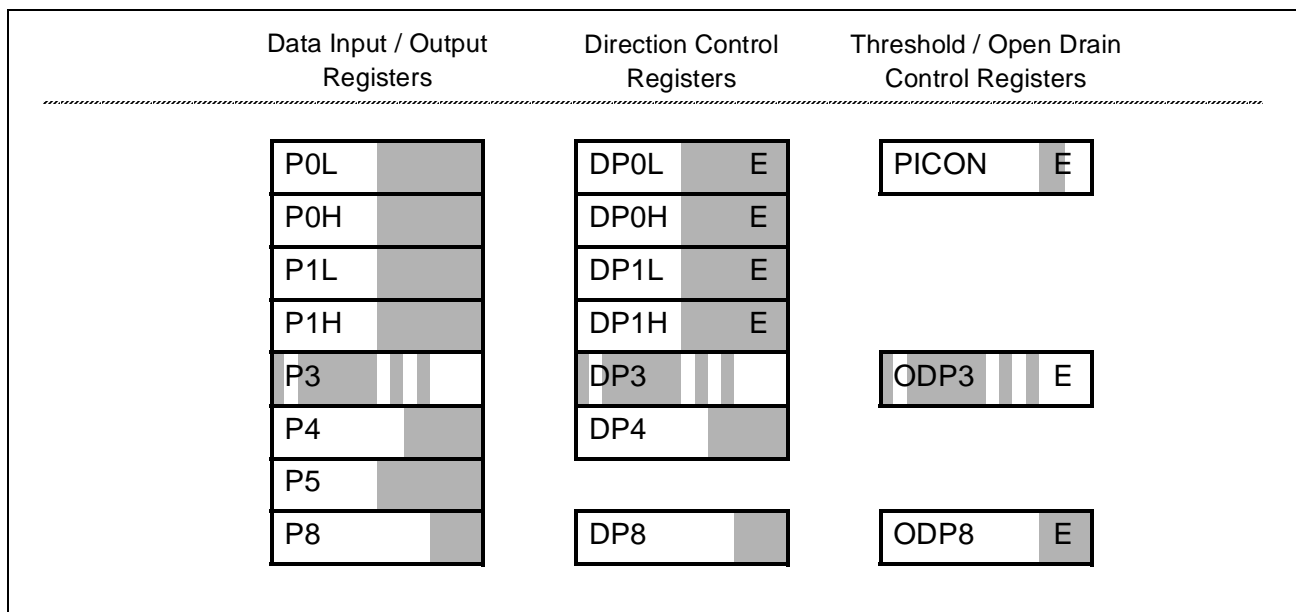 Data Input / Output Registers
Direction Control Registers
Threshold / Open Drain Control Registers
P0L DP0L E PICON E
P0H DP0H E
P1L DP1L E
P1H DP1H E
P3 DP3 ODP3 E
P4 DP4
P5
P8 DP8 ODP8 E